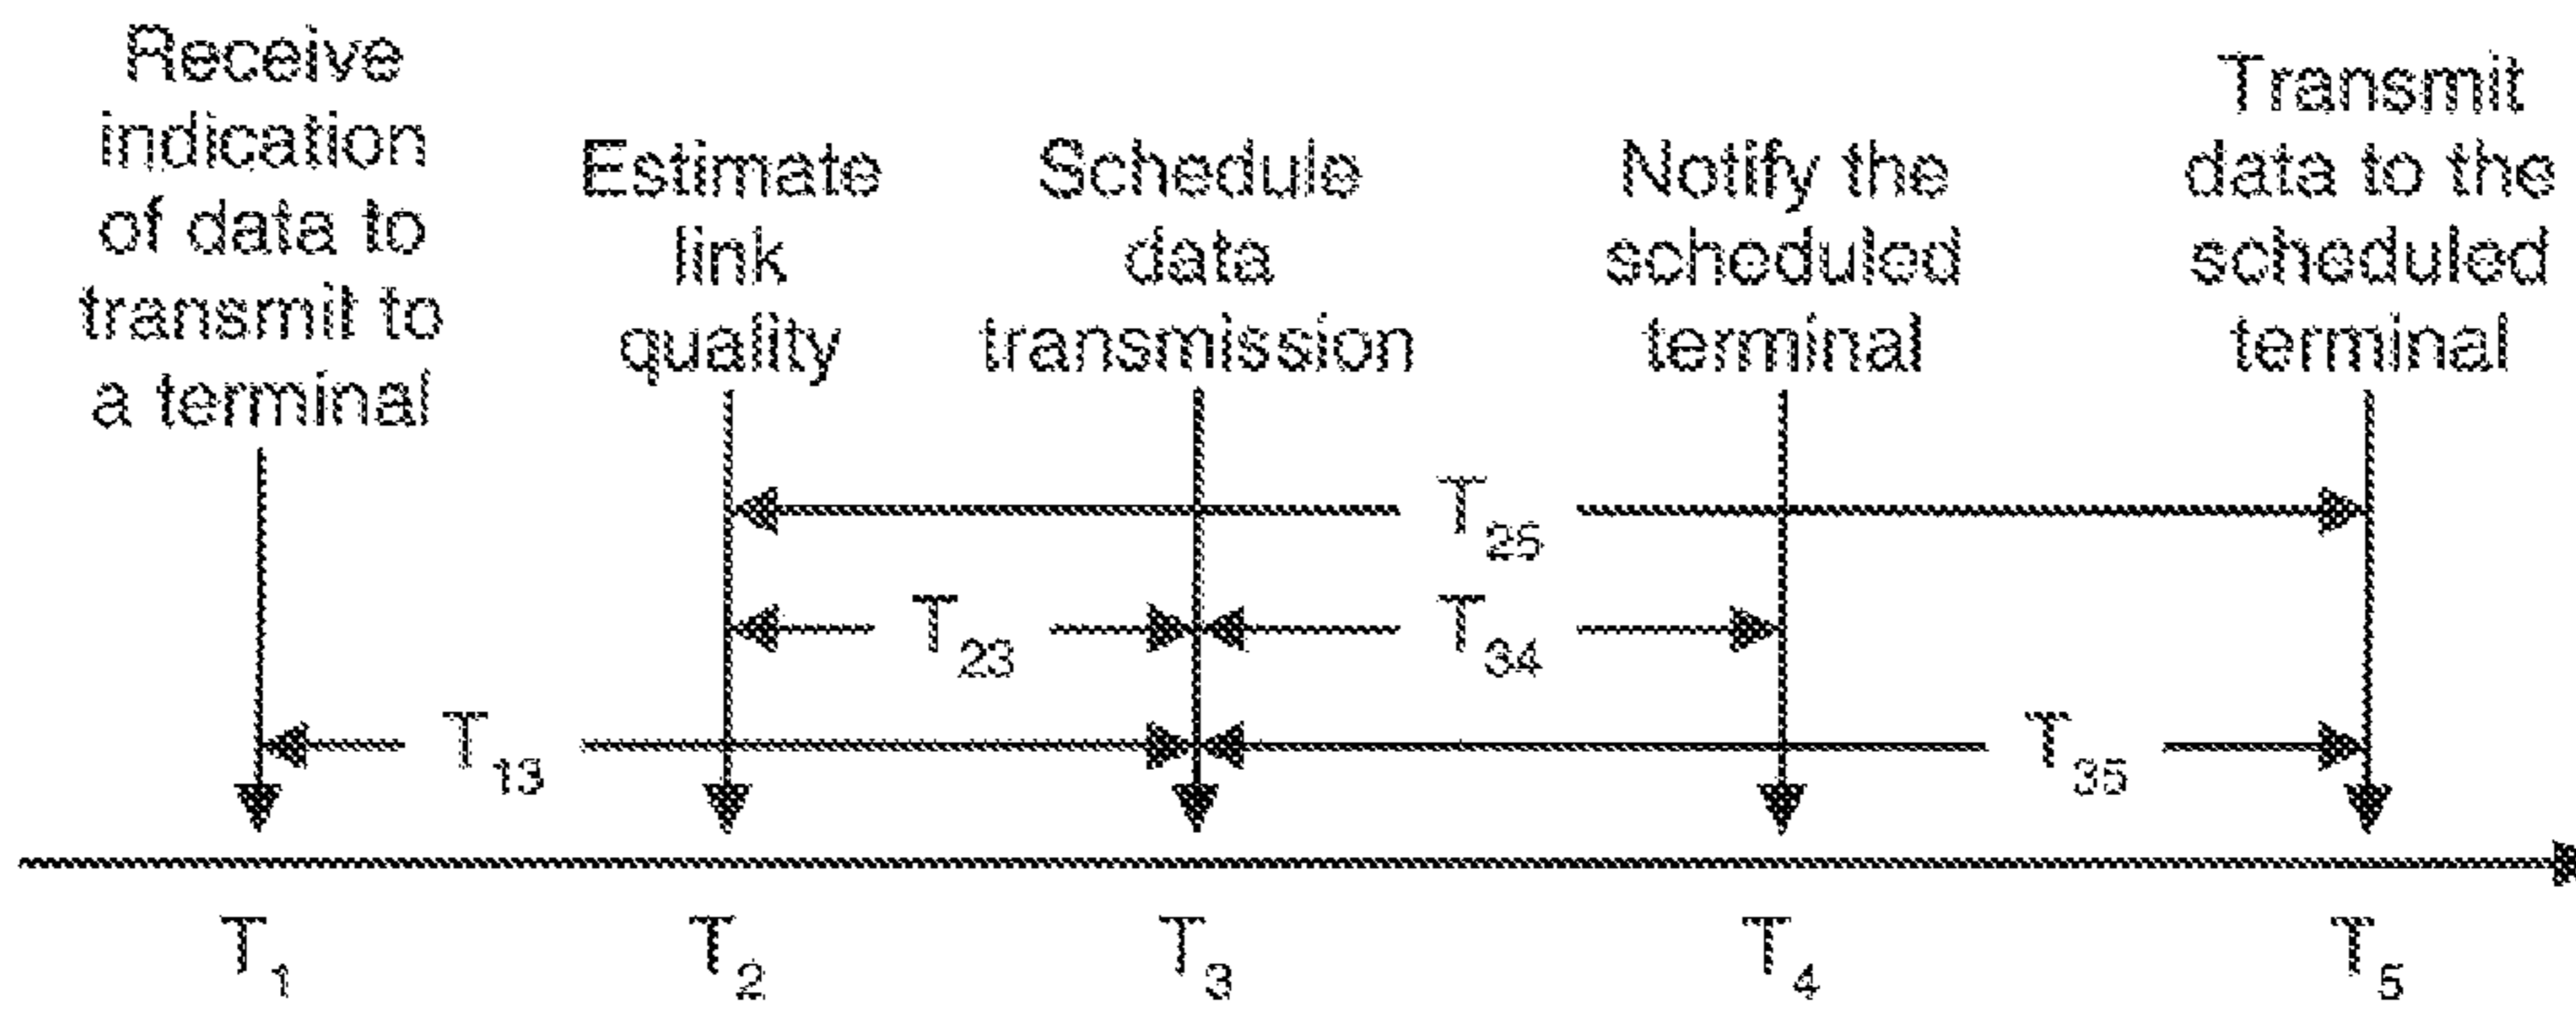 Receive
indication
of data to
transmit to
a terminal
Estimate
link
quality
Schedule
data
transmission
Notify the
scheduled
terminal
Transmit
data to the
scheduled
terminal
T25
T23
T34
T13
T35
T1
T2
T3
T4
T5